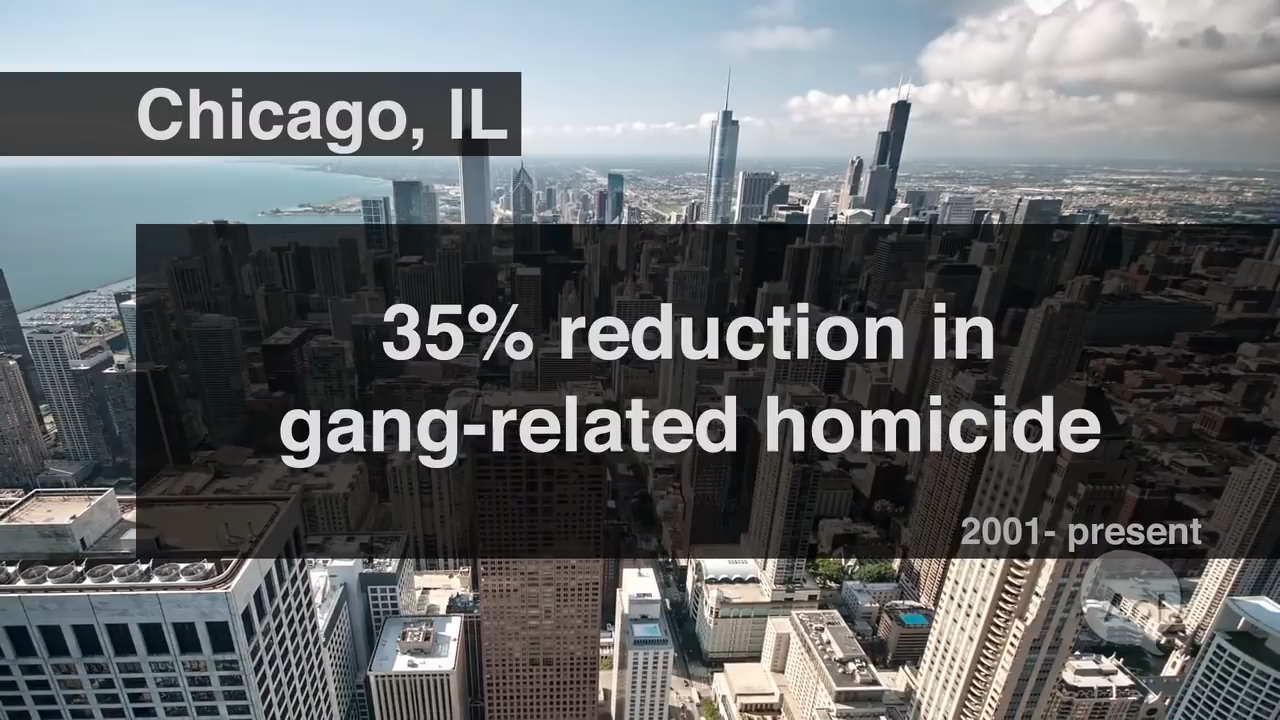 Chicago, IL
35% reduction in
gang-related homicide
2001- present